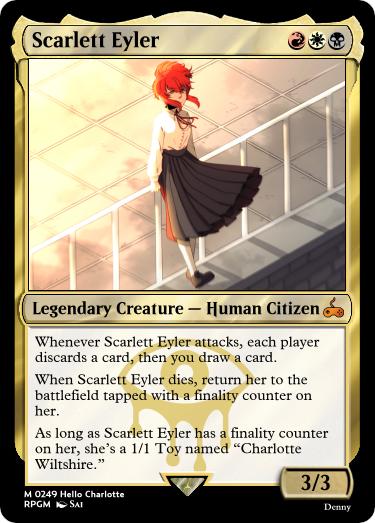 Scarlett Eyler
Legendary Creature — Human Citizen
Whenever Scarlett Eyler attacks, each player
discards a card, then you draw a card.
When Scarlett Eyler dies, return her to the
battlefield tapped with a finality counter on
her.
As long as Scarlett Eyler has a finality counter
on her, she's a 1/1 Toy named “Charlotte
Wiltshire.”
3/3
M 0249 Hello Charlotte
RPGM SAI
Denny